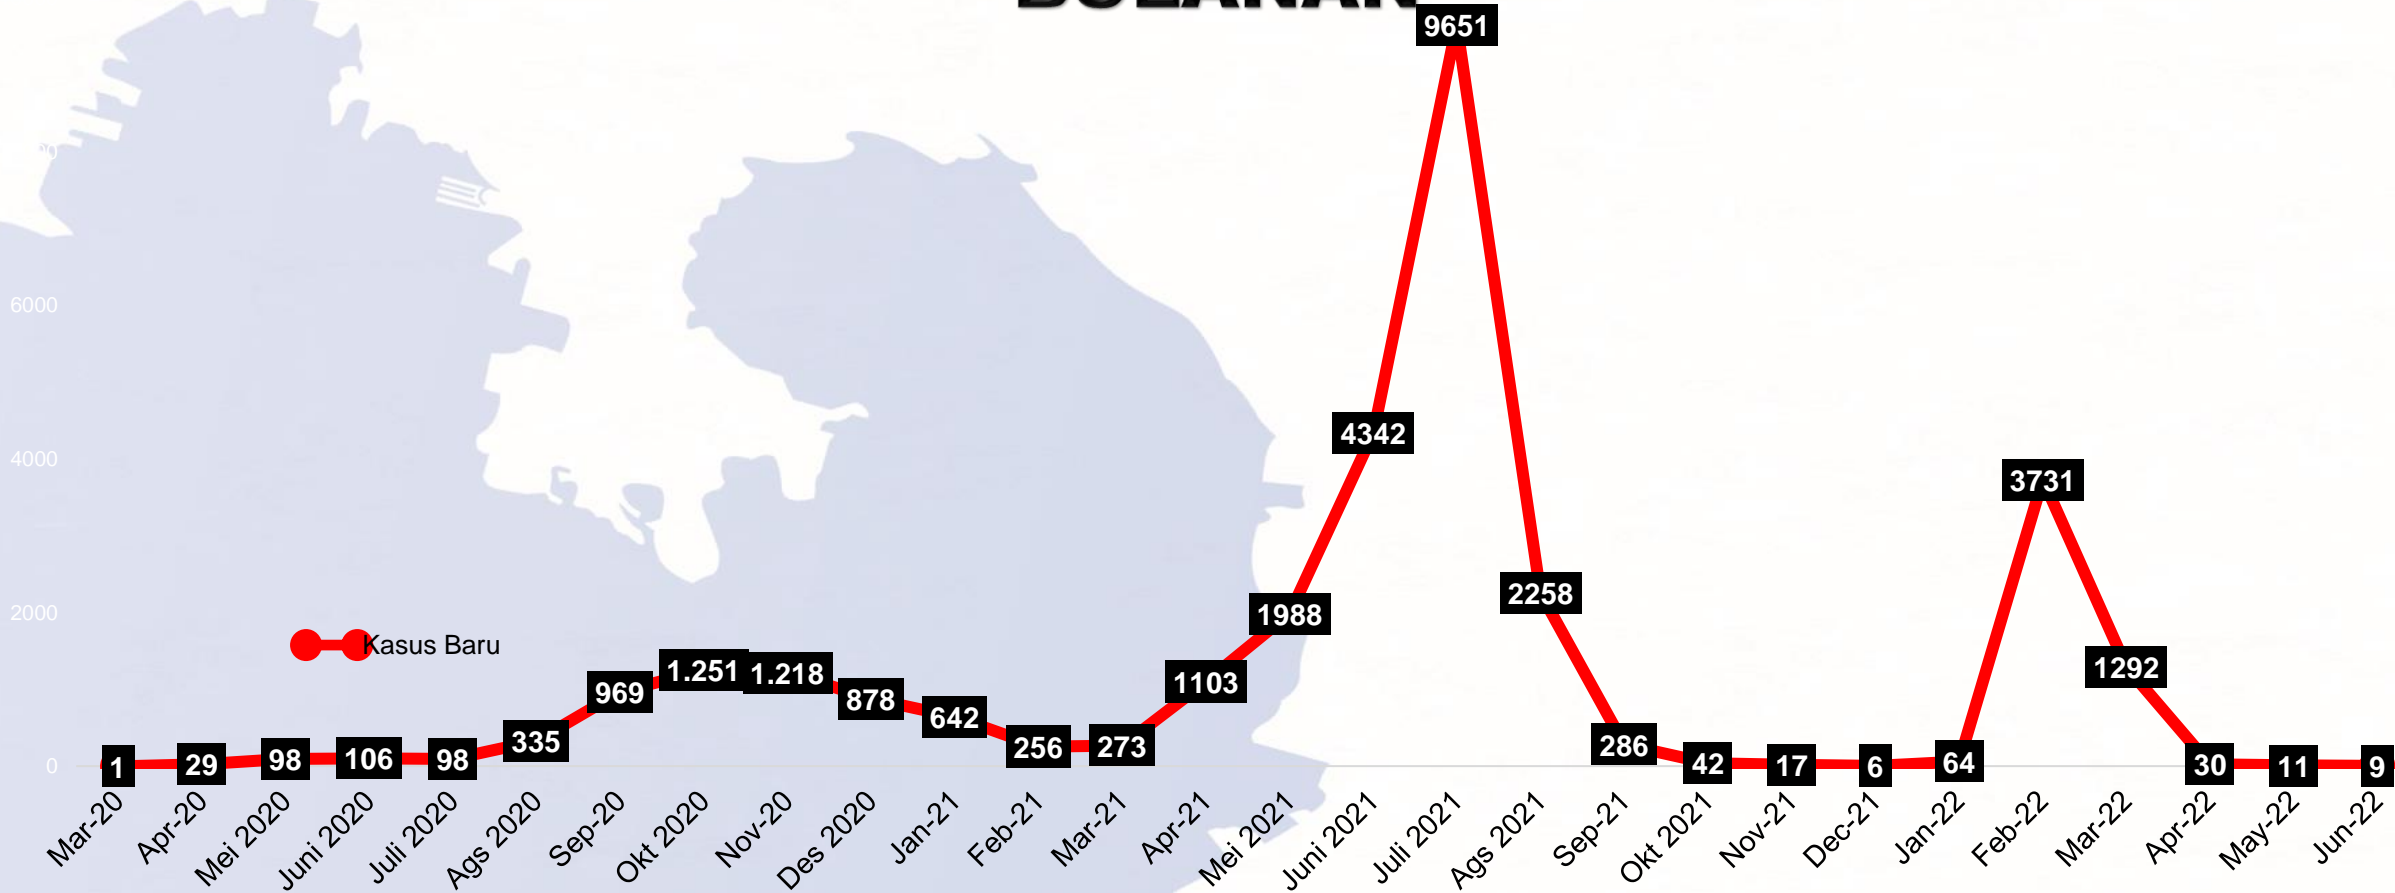 BULANAN
9651
6000
4342
4000
3731
2258
2000
1988
Kasus Baru
1 29 98 106 98 335 969 1.251 1.218 878 642 256 273 1103
1292
286 42 17 6 64 30 11 9
0
Mar-20 Apr-20 Mei 2020 Juni 2020 Juli 2020 Ags 2020 Sep-20 Okt 2020 Nov-20 Des 2020 Jan-21 Feb-21 Mar-21 Apr-21 Mei 2021 Juni 2021 Juli 2021 Ags 2021 Sep-21 Okt 2021 Nov-21 Dec-21 Jan-22 Feb-22 Mar-22 Apr-22 May-22 Jun-22